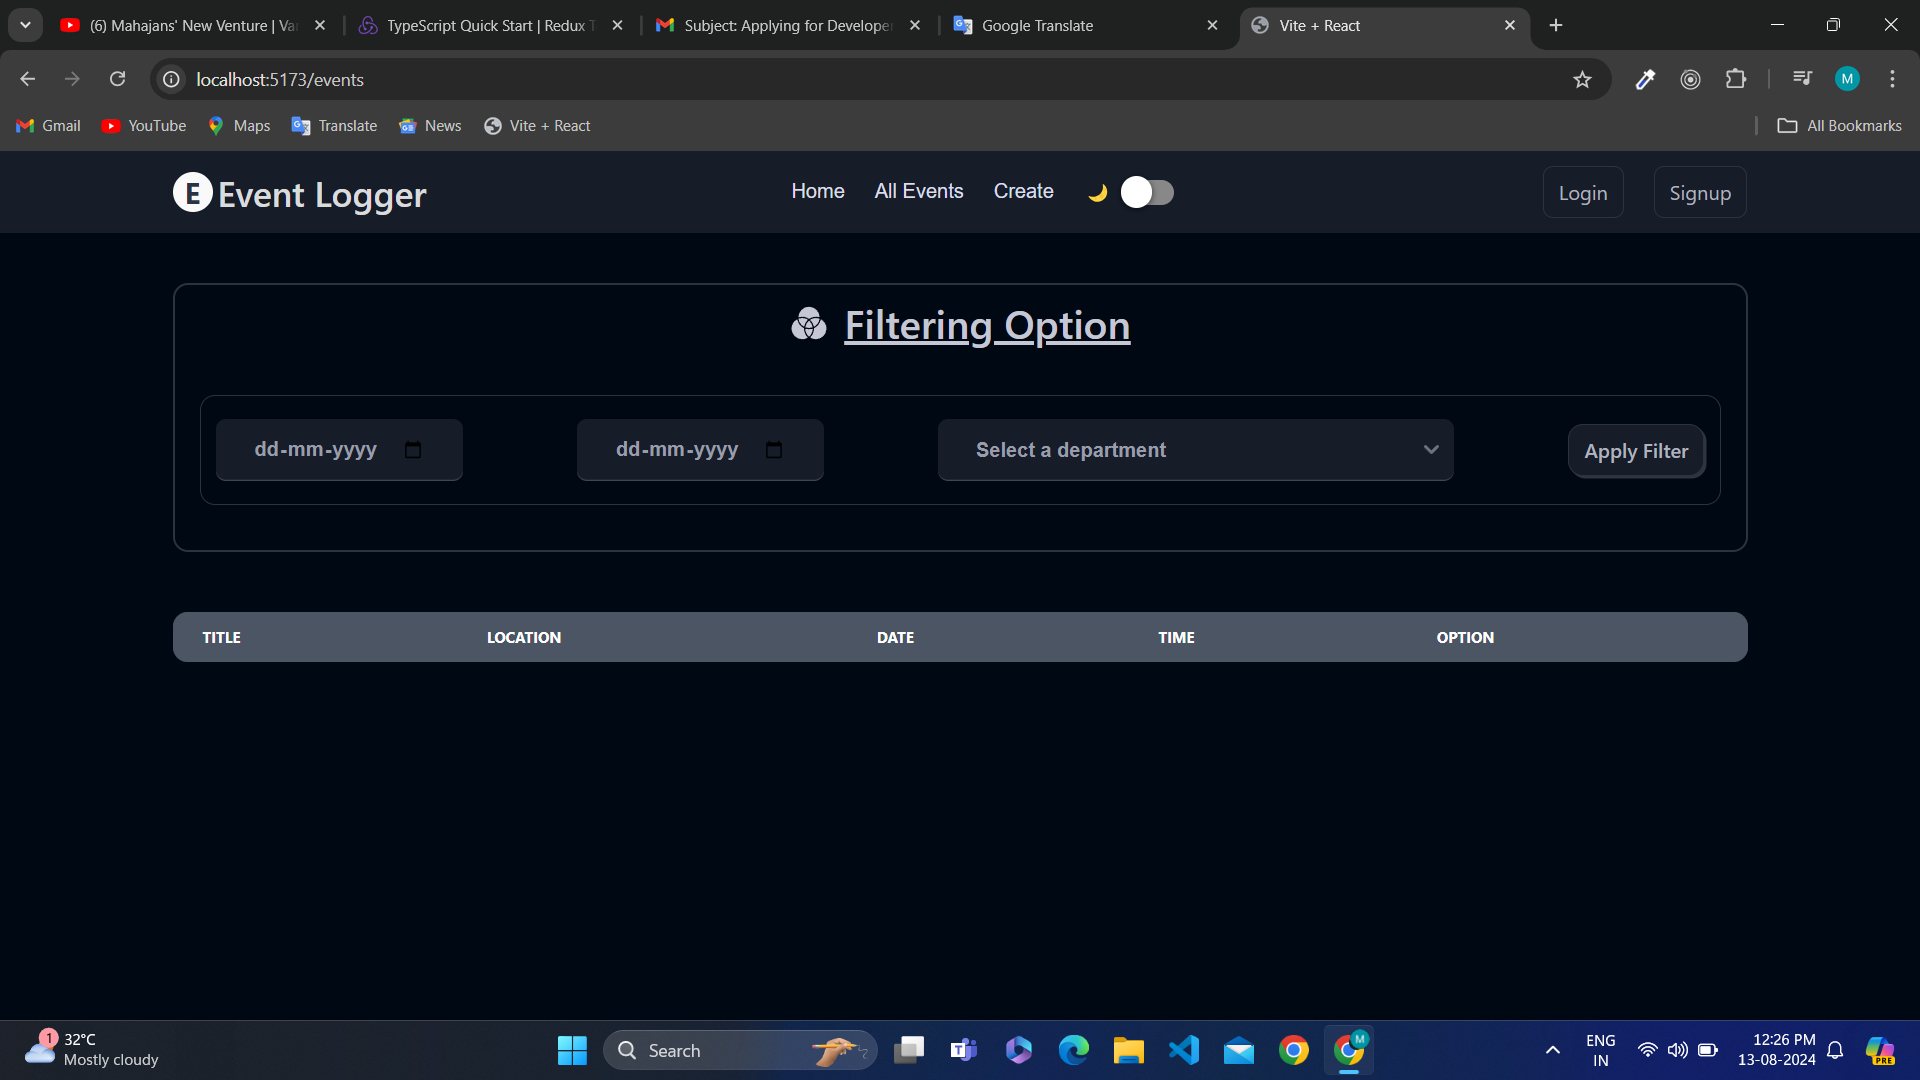 (6) Mahajans' New Venture | Va
TypeScript Quick Start | Redux T
Subject: Applying for Developer
Google Translate
Vite + React
localhost:5173/events
M
Gmail
YouTube
Maps
Translate
News
Vite + React
All Bookmarks
E Event Logger
Home
All Events
Create
Login
Signup
Filtering Option
dd-mm-yyyy
dd-mm-yyyy
Select a department
Apply Filter
TITLE LOCATION DATE TIME OPTION
1
32°C
Mostly cloudy
Search
M
ENG
IN
12:26 PM
13-08-2024
PRE